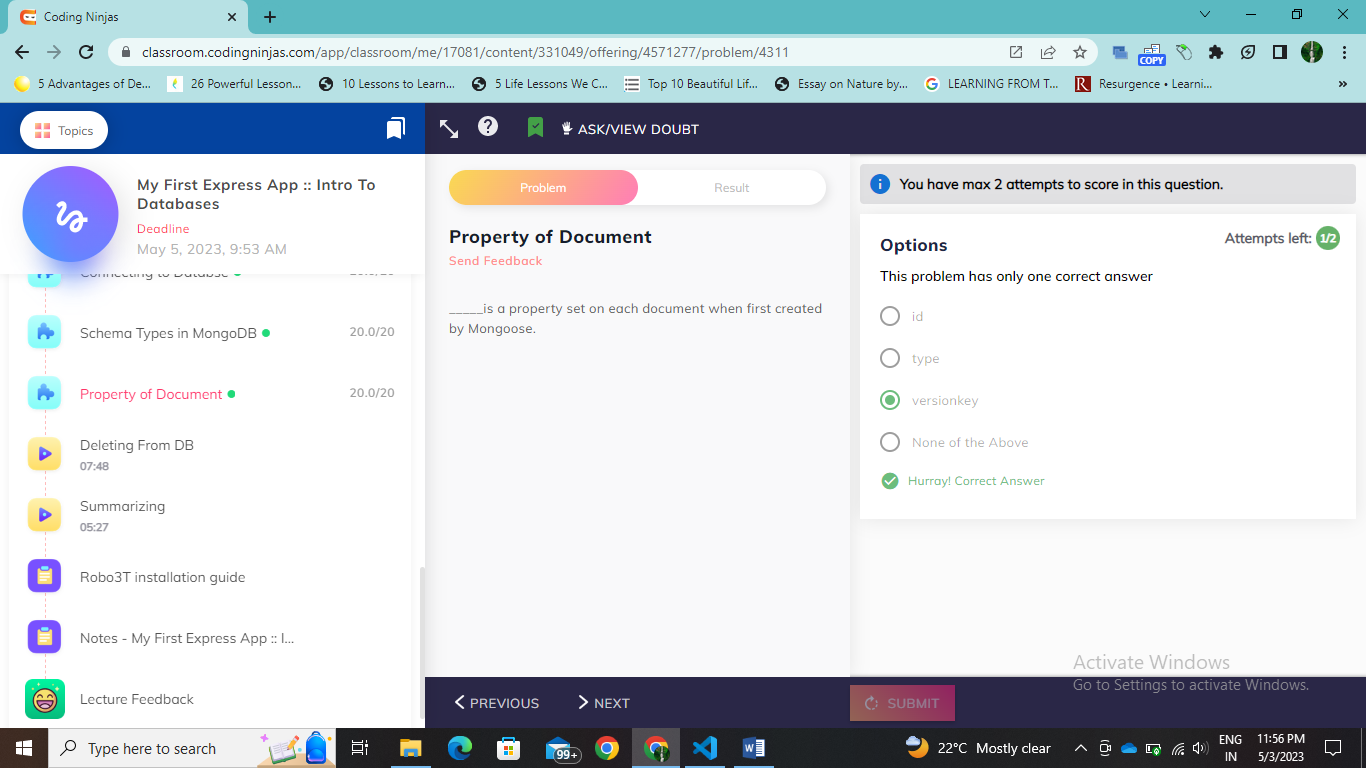 Coding Ninjas
classroom.codingninjas.com/app/classroom/me/17081/content/331049/offering/4571277/problem/4311
COPY
5 Advantages of De...
26 Powerful Lesson...
10 Lessons to Learn...
5 Life Lessons We C...
Top 10 Beautiful Lif...
Essay on Nature by...
LEARNING FROM T...
Resurgence • Learni...
Topics
ASK/VIEW DOUBT
My First Express App :: Intro To
Databases
Deadline
May 5, 2023, 9:53 AM
Connecting to Databse
20.0/20
Schema Types in MongoDB
20.0/20
Property of Document
20.0/20
Deleting From DB
07:48
Summarizing
05:27
Robo3T installation guide
Notes - My First Express App :: I...
Lecture Feedback
Problem
Result
Property of Document
Send Feedback
_____is a property set on each document when first created
by Mongoose.
PREVIOUS
NEXT
You have max 2 attempts to score in this question.
Options
Attempts left: 1/2
This problem has only one correct answer
id
type
versionkey
None of the Above
Hurray! Correct Answer
Activate Windows
Go to Settings to activate Windows.
SUBMIT
Type here to search
99+
22°C Mostly clear
ENG
IN
11:56 PM
5/3/2023